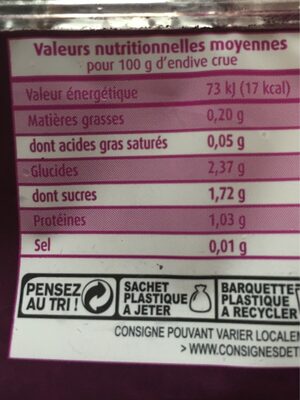 Valeurs nutritionnelles moyennes
pour 100 g d'endive crue
Valeur énergétique 73 kJ (17 kcal)
Matières grasses 0,20 g
dont acides gras saturés 0,05 g
Glucides 2,37 g
dont sucres 1,72 g
Protéines 1,03 g
Sel 0,01 g
PENSEZ AU TRI !
SACHET PLASTIQUE À JETER
BARQUETTE PLASTIQUE À RECYCLER
CONSIGNE POUVANT VARIER LOCALEM
> WWW.CONSIGNESDET